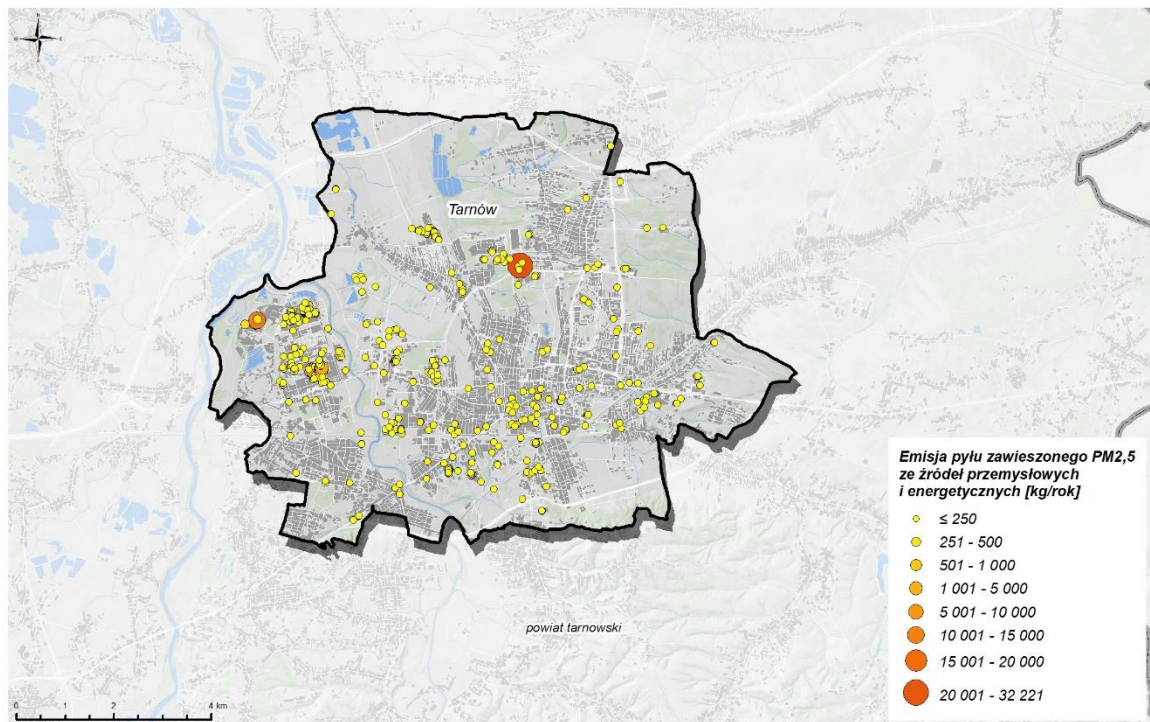 Tarnów
powiat tarnowski
Emisja pyłu zawieszonego PM2,5
ze źródeł przemysłowych
i energetycznych [kg/rok]
≤ 250
251 - 500
501 - 1 000
1 001 - 5 000
5 001 - 10 000
10 001 - 15 000
15 001 - 20 000
20 001 - 32 221
0 1 2 4 km